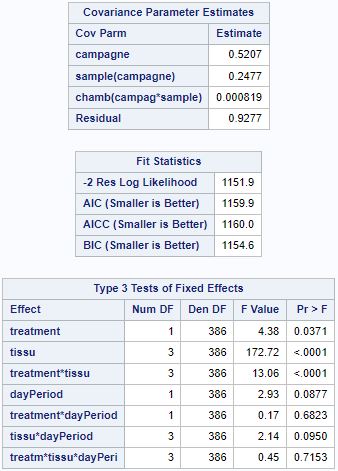 Covariance Parameter Estimates
Cov Parm Estimate
campagne 0.5207
sample(campagne) 0.2477
chamb(campag*sample) 0.000819
Residual 0.9277
Fit Statistics
-2 Res Log Likelihood 1151.9
AIC (Smaller is Better) 1159.9
AICC (Smaller is Better) 1160.0
BIC (Smaller is Better) 1154.6
Type 3 Tests of Fixed Effects
Effect Num DF Den DF F Value Pr > F
treatment 1 386 4.38 0.0371
tissu 3 386 172.72 <.0001
treatment*tissu 3 386 13.06 <.0001
dayPeriod 1 386 2.93 0.0877
treatment*dayPeriod 1 386 0.17 0.6823
tissu*dayPeriod 3 386 2.14 0.0950
treatm*tissu*dayPeri 3 386 0.45 0.7153